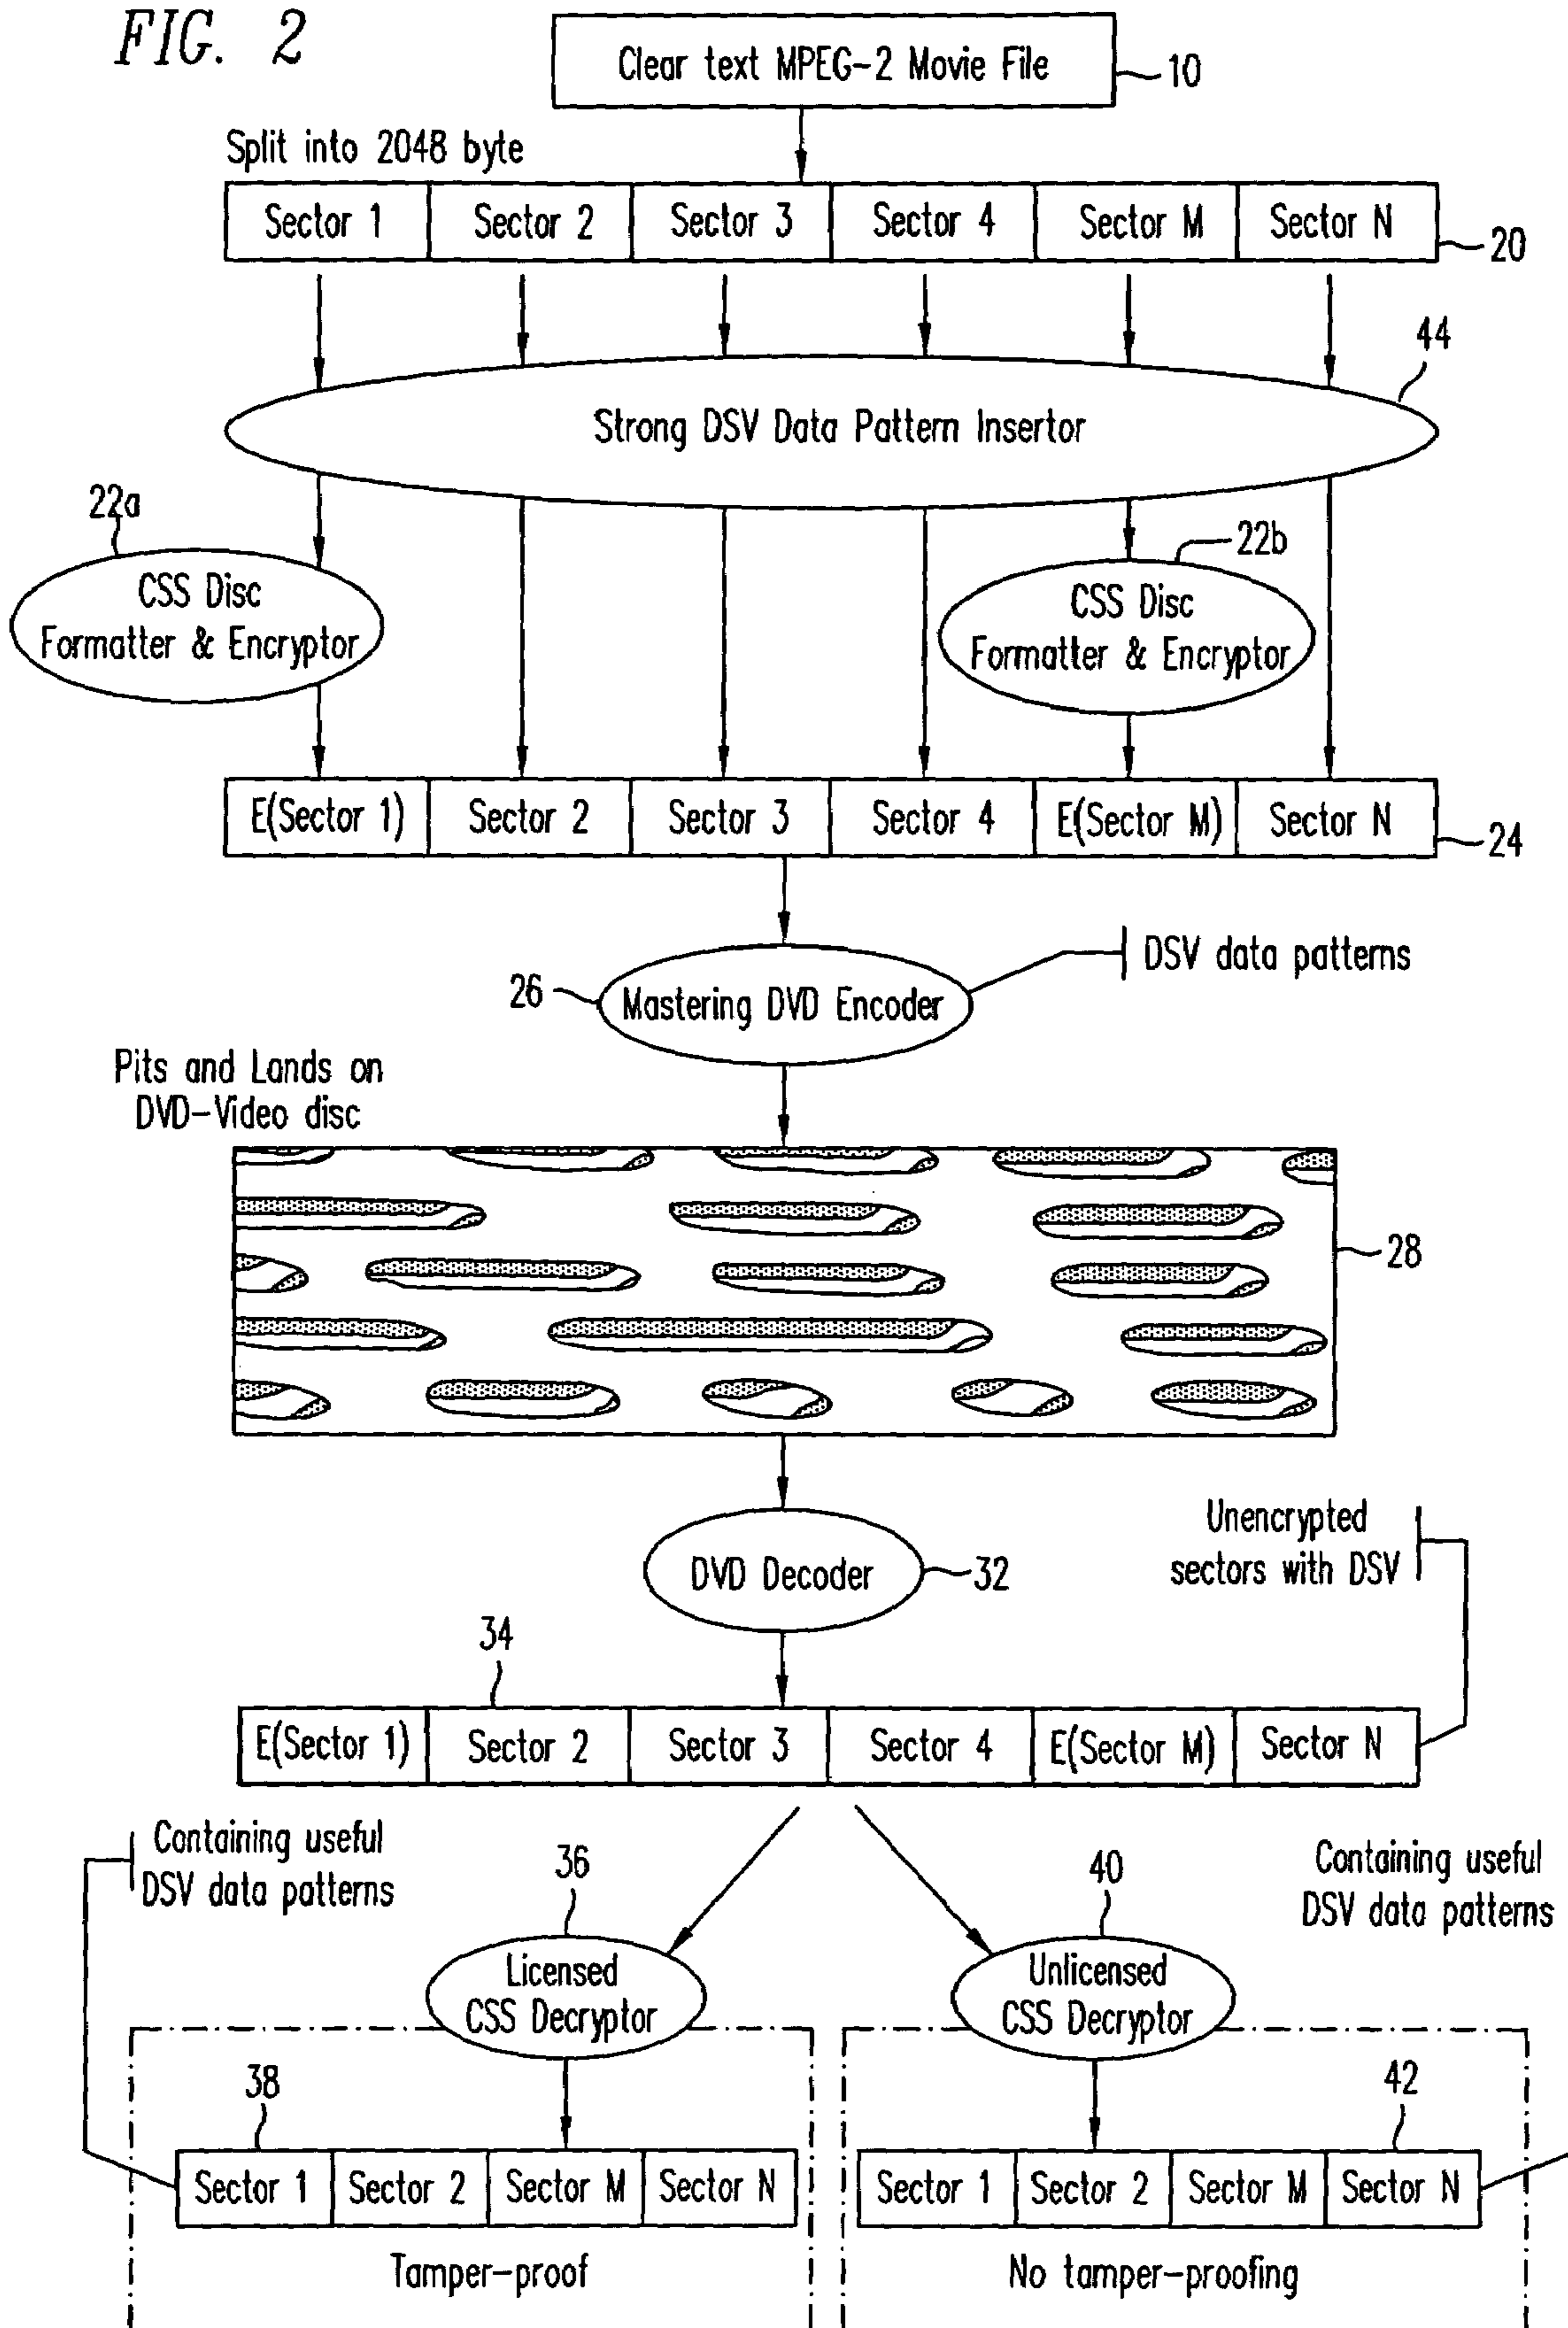 FIG. 2
Clear text MPEG-2 Movie File
10
Split into 2048 byte
Sector 1 Sector 2 Sector 3 Sector 4 Sector M Sector N
20
44
Strong DSV Data Pattern Insertor
22a
22b
CSS Disc
Formatter & Encryptor
CSS Disc
Formatter & Encryptor
E(Sector 1) Sector 2 Sector 3 Sector 4 E(Sector M) Sector N
24
DSV data patterns
26
Mastering DVD Encoder
Pits and Lands on
DVD-Video disc
28
Unencrypted
sectors with DSV
DVD Decoder
32
34
E(Sector 1) Sector 2 Sector 3 Sector 4 E(Sector M) Sector N
Containing useful
DSV data patterns
36
40
Containing useful
DSV data patterns
Licensed
CSS Decryptor
Unlicensed
CSS Decryptor
38
42
Sector 1 Sector 2 Sector M Sector N
Sector 1 Sector 2 Sector M Sector N
Tamper-proof
No tamper-proofing